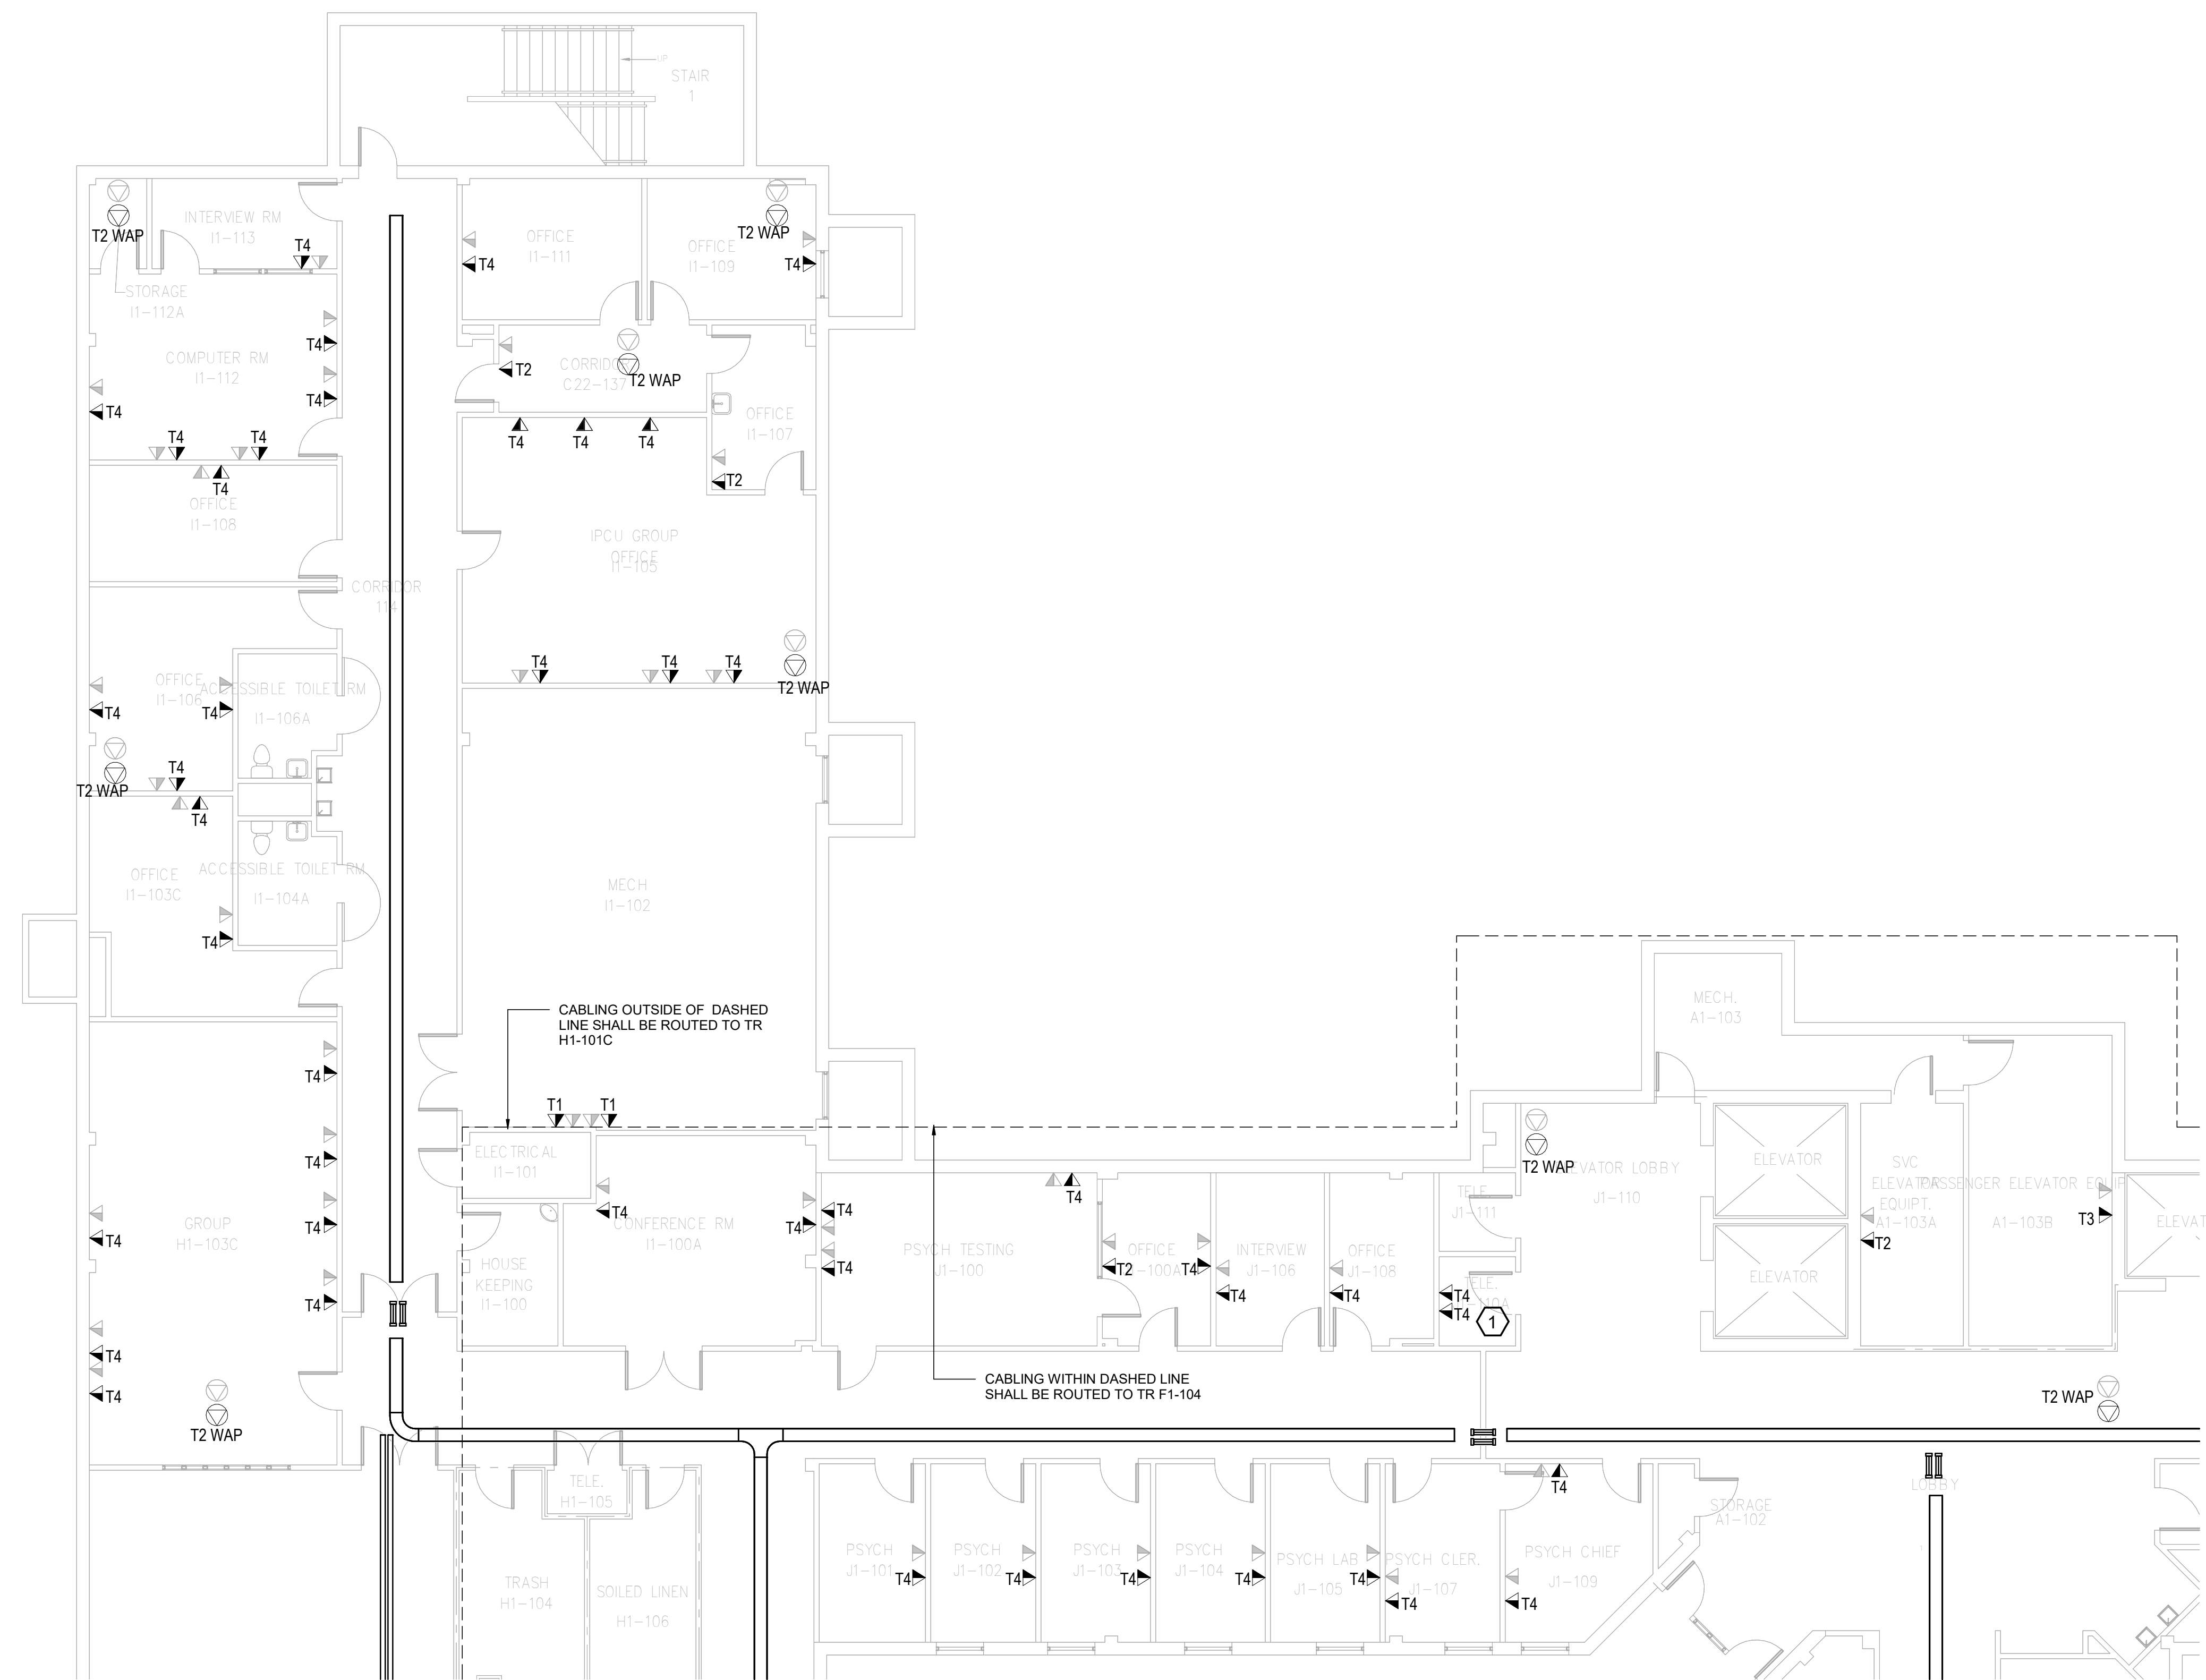 UP
STAIR
1
INTERVIEW RM
I1-113
T2 WAP
T4
STORAGE
I1-112A
COMPUTER RM
I1-112
T4
T4
T4
T4
T4
OFFICE
I1-111
T4
OFFICE
I1-109
T2 WAP
T4
CORRIDOR
C22-137
T2
T2 WAP
OFFICE
I1-107
T2
T4
T4
T4
IPCU GROUP
OFFICE
I1-105
T4
T4
T4
T2 WAP
T4
OFFICE
I1-108
CORRIDOR
114
OFFICE
I1-106
T4
T4
T4
T2 WAP
ACCESSIBLE TOILET RM
I1-106A
T4
OFFICE
I1-103C
T4
ACCESSIBLE TOILET RM
I1-104A
MECH
I1-102
CABLING OUTSIDE OF DASHED
LINE SHALL BE ROUTED TO TR
H1-101C
T1
T1
GROUP
H1-103C
T4
T4
T4
T4
T4
T4
T4
T2 WAP
ELECTRICAL
I1-101
HOUSE
KEEPING
I1-100
CONFERENCE RM
I1-100A
T4
T4
T4
T4
T4
PSYCH TESTING
J1-100
OFFICE
-100A
T2
T4
INTERVIEW
J1-106
T4
OFFICE
J1-108
T4
TELE.
J1-111
TELE.
-110A
T4
T4
1
T2 WAP
ELEVATOR LOBBY
J1-110
MECH.
A1-103
ELEVATOR
ELEVATOR
SVC
ELEVATOR
EQUIPT.
A1-103A
T2
PASSENGER ELEVATOR EQUIP
A1-103B
T3
ELEVAT
CABLING WITHIN DASHED LINE
SHALL BE ROUTED TO TR F1-104
T2 WAP
TELE.
H1-105
TRASH
H1-104
SOILED LINEN
H1-106
PSYCH
J1-101
T4
PSYCH
J1-102
T4
PSYCH
J1-103
T4
PSYCH
J1-104
T4
PSYCH LAB
J1-105
T4
PSYCH CLER.
J1-107
T4
T4
PSYCH CHIEF
J1-109
T4
STORAGE
A1-102
LOBBY